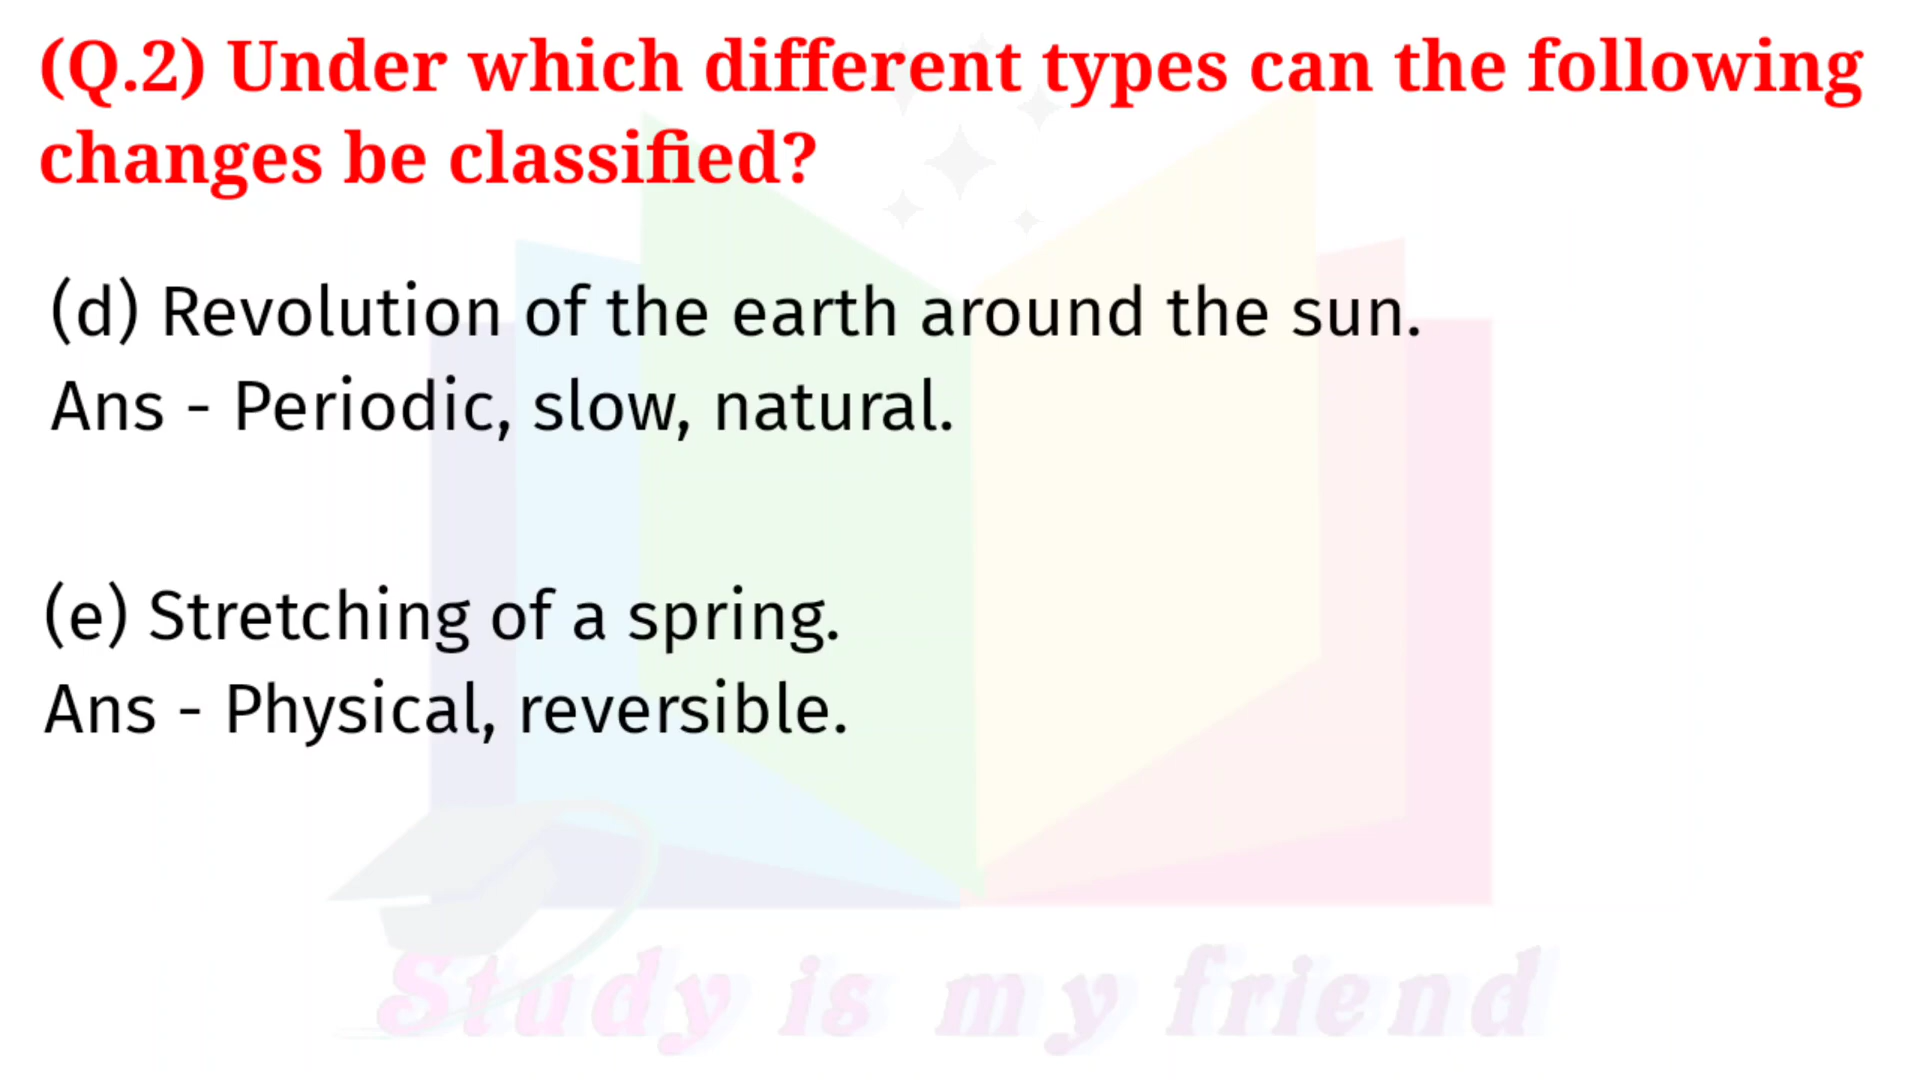 (Q.2) Under which different types can the following
changes be classified?
(d) Revolution of the earth around the sun.
Ans - Periodic, slow, natural.
(e) Stretching of a spring.
Ans - Physical, reversible.
Study is my friend